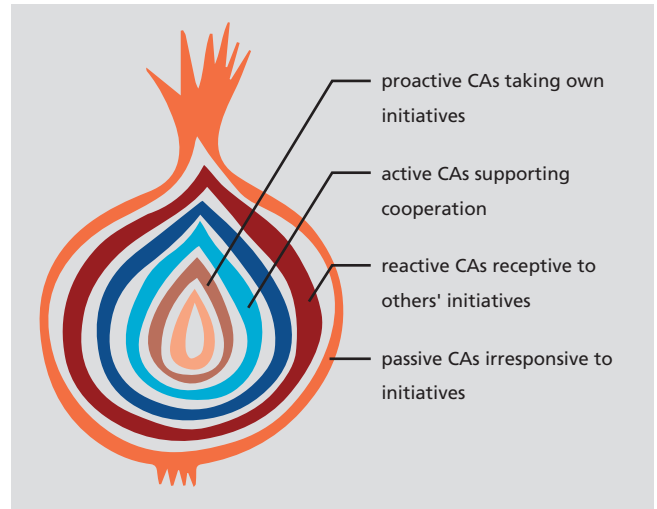 proactive CAs taking own
initiatives
active CAs supporting
cooperation
reactive CAs receptive to
others' initiatives
passive CAs irresponsive to
initiatives